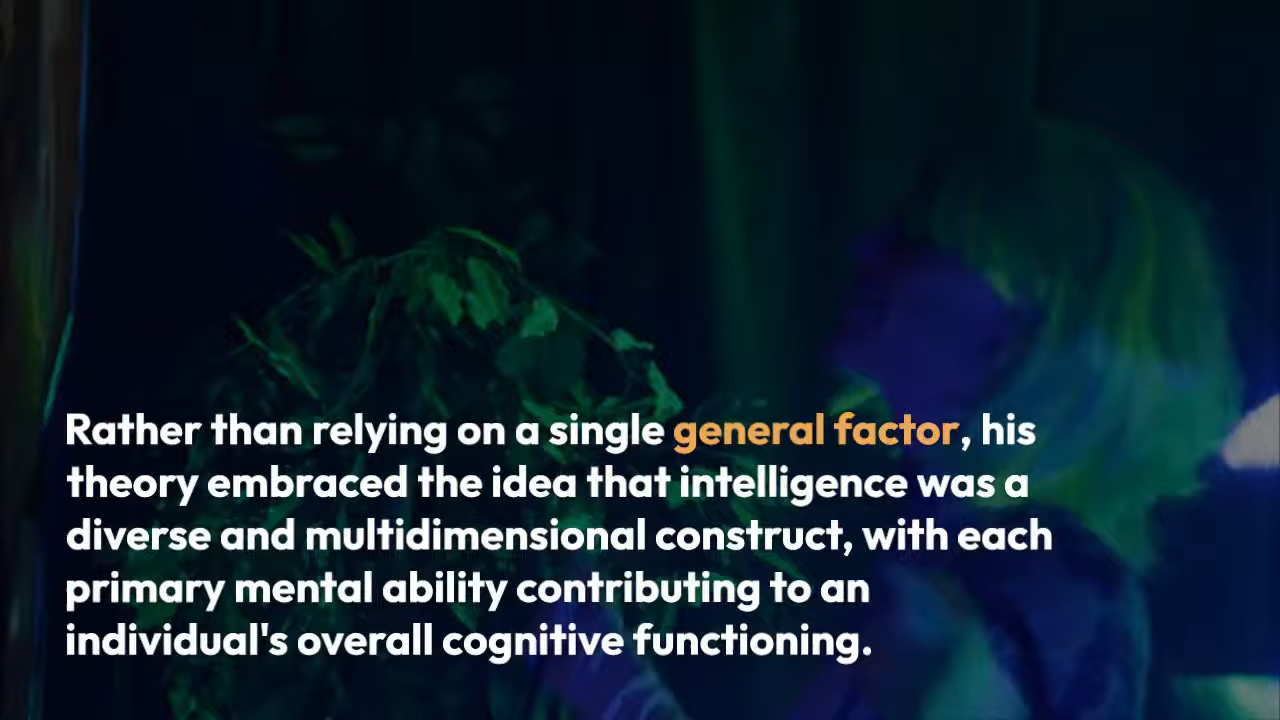 Rather than relying on a single general factor, his
theory embraced the idea that intelligence was a
diverse and multidimensional construct, with each
primary mental ability contributing to an
individual's overall cognitive functioning.